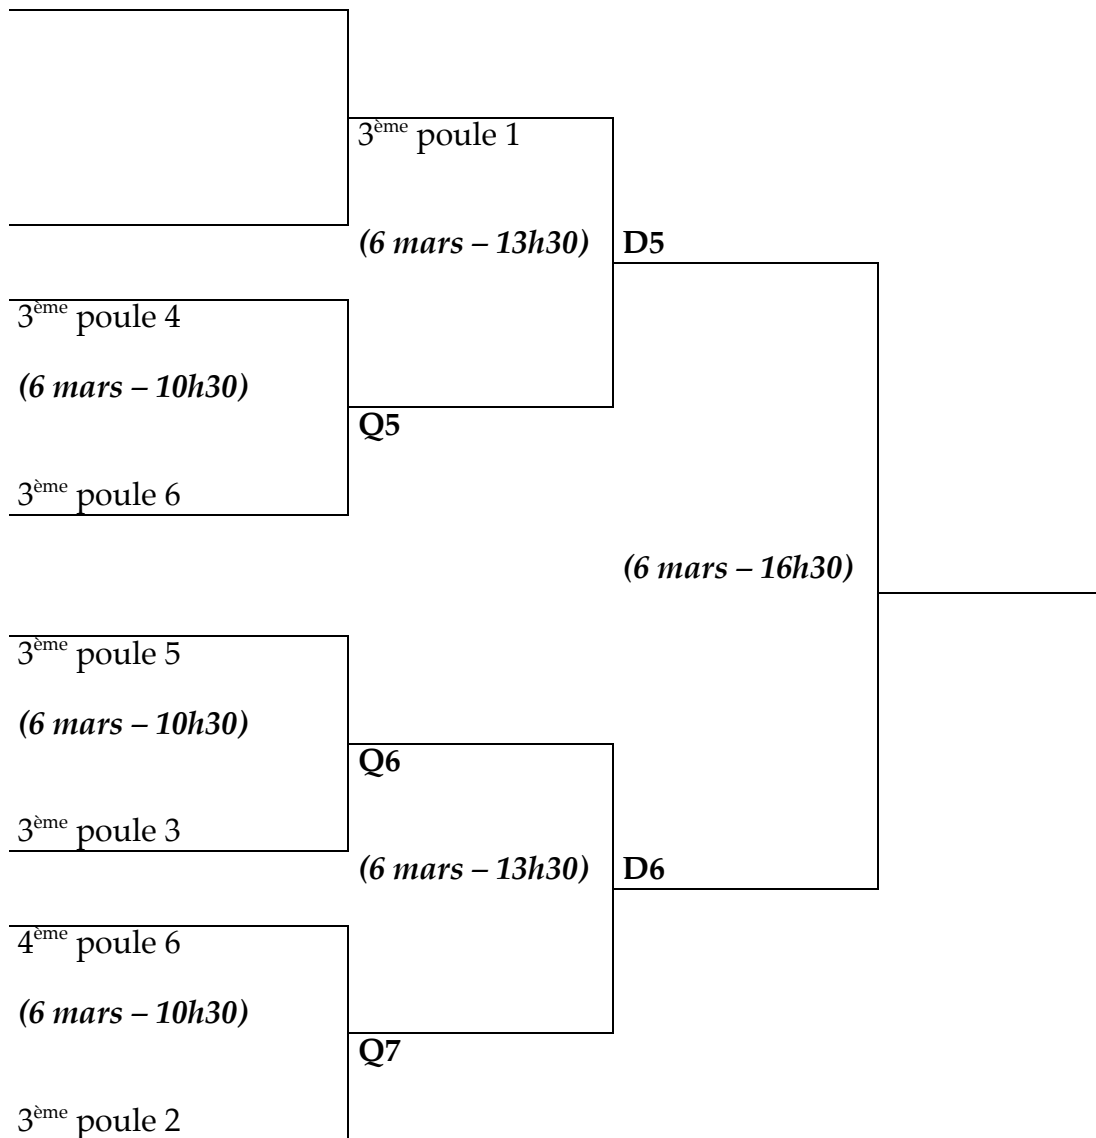 3ème poule 1
(6 mars – 13h30)
D5
3ème poule 4
(6 mars – 10h30)
Q5
3ème poule 6
(6 mars – 16h30)
3ème poule 5
(6 mars – 10h30)
Q6
3ème poule 3
(6 mars – 13h30)
D6
4ème poule 6
(6 mars – 10h30)
Q7
3ème poule 2